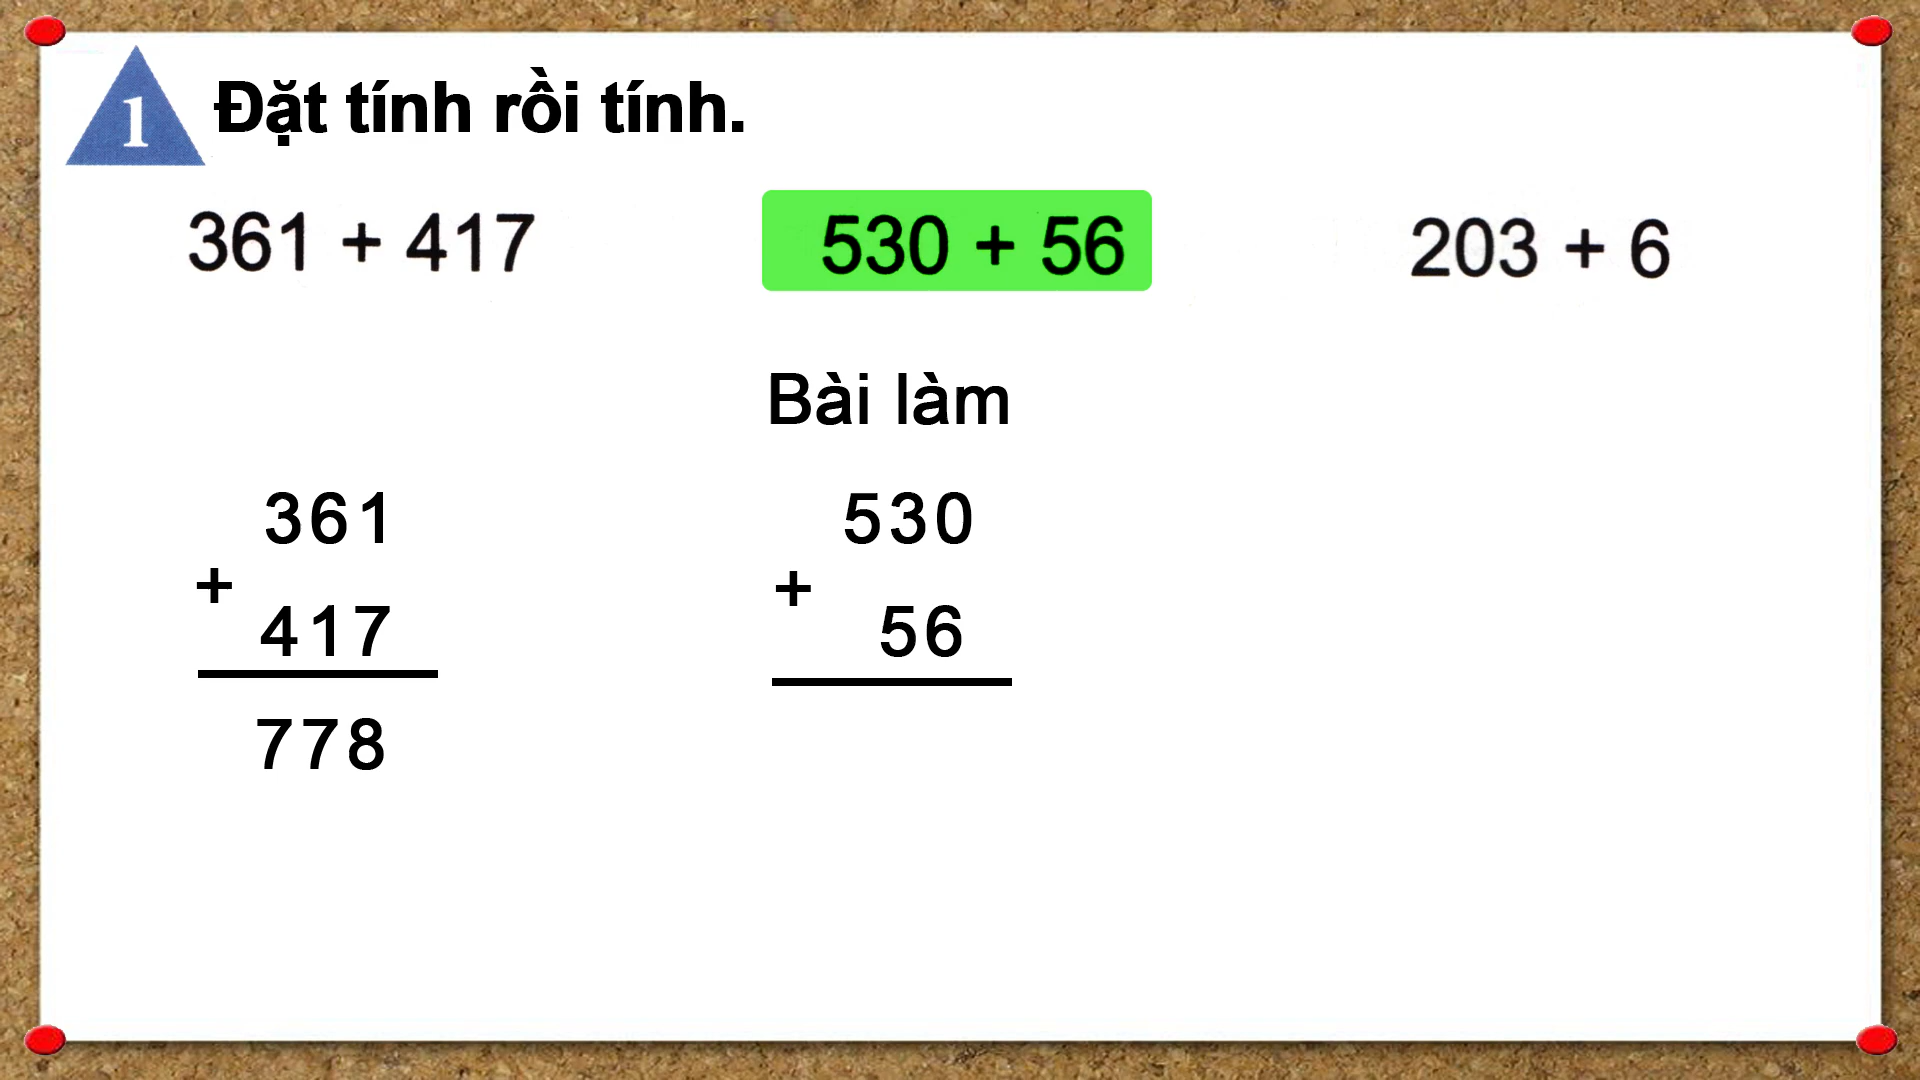 1 Đặt tính rồi tính.
361 + 417 530 + 56 203 + 6
Bài làm
361 530
+ +
417 56
778